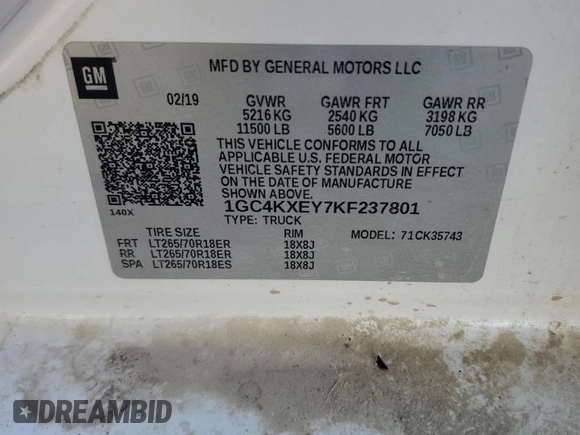 GM
MFD BY GENERAL MOTORS LLC
02/19 GVWR GAWR FRT GAWR RR
5216 KG 2540 KG 3198 KG
11500 LB 5600 LB 7050 LB
THIS VEHICLE CONFORMS TO ALL
APPLICABLE U.S. FEDERAL MOTOR
VEHICLE SAFETY STANDARDS IN EFFECT
ON THE DATE OF MANUFACTURE
SHOWN ABOVE.
1GC4KXEY7KF237801
140X TYPE: TRUCK
TIRE SIZE RIM MODEL: 71CK35743
FRT LT265/70R18ER 18X8J
RR LT265/70R18ER 18X8J
SPA LT265/70R18ES 18X8J
DREAMBID